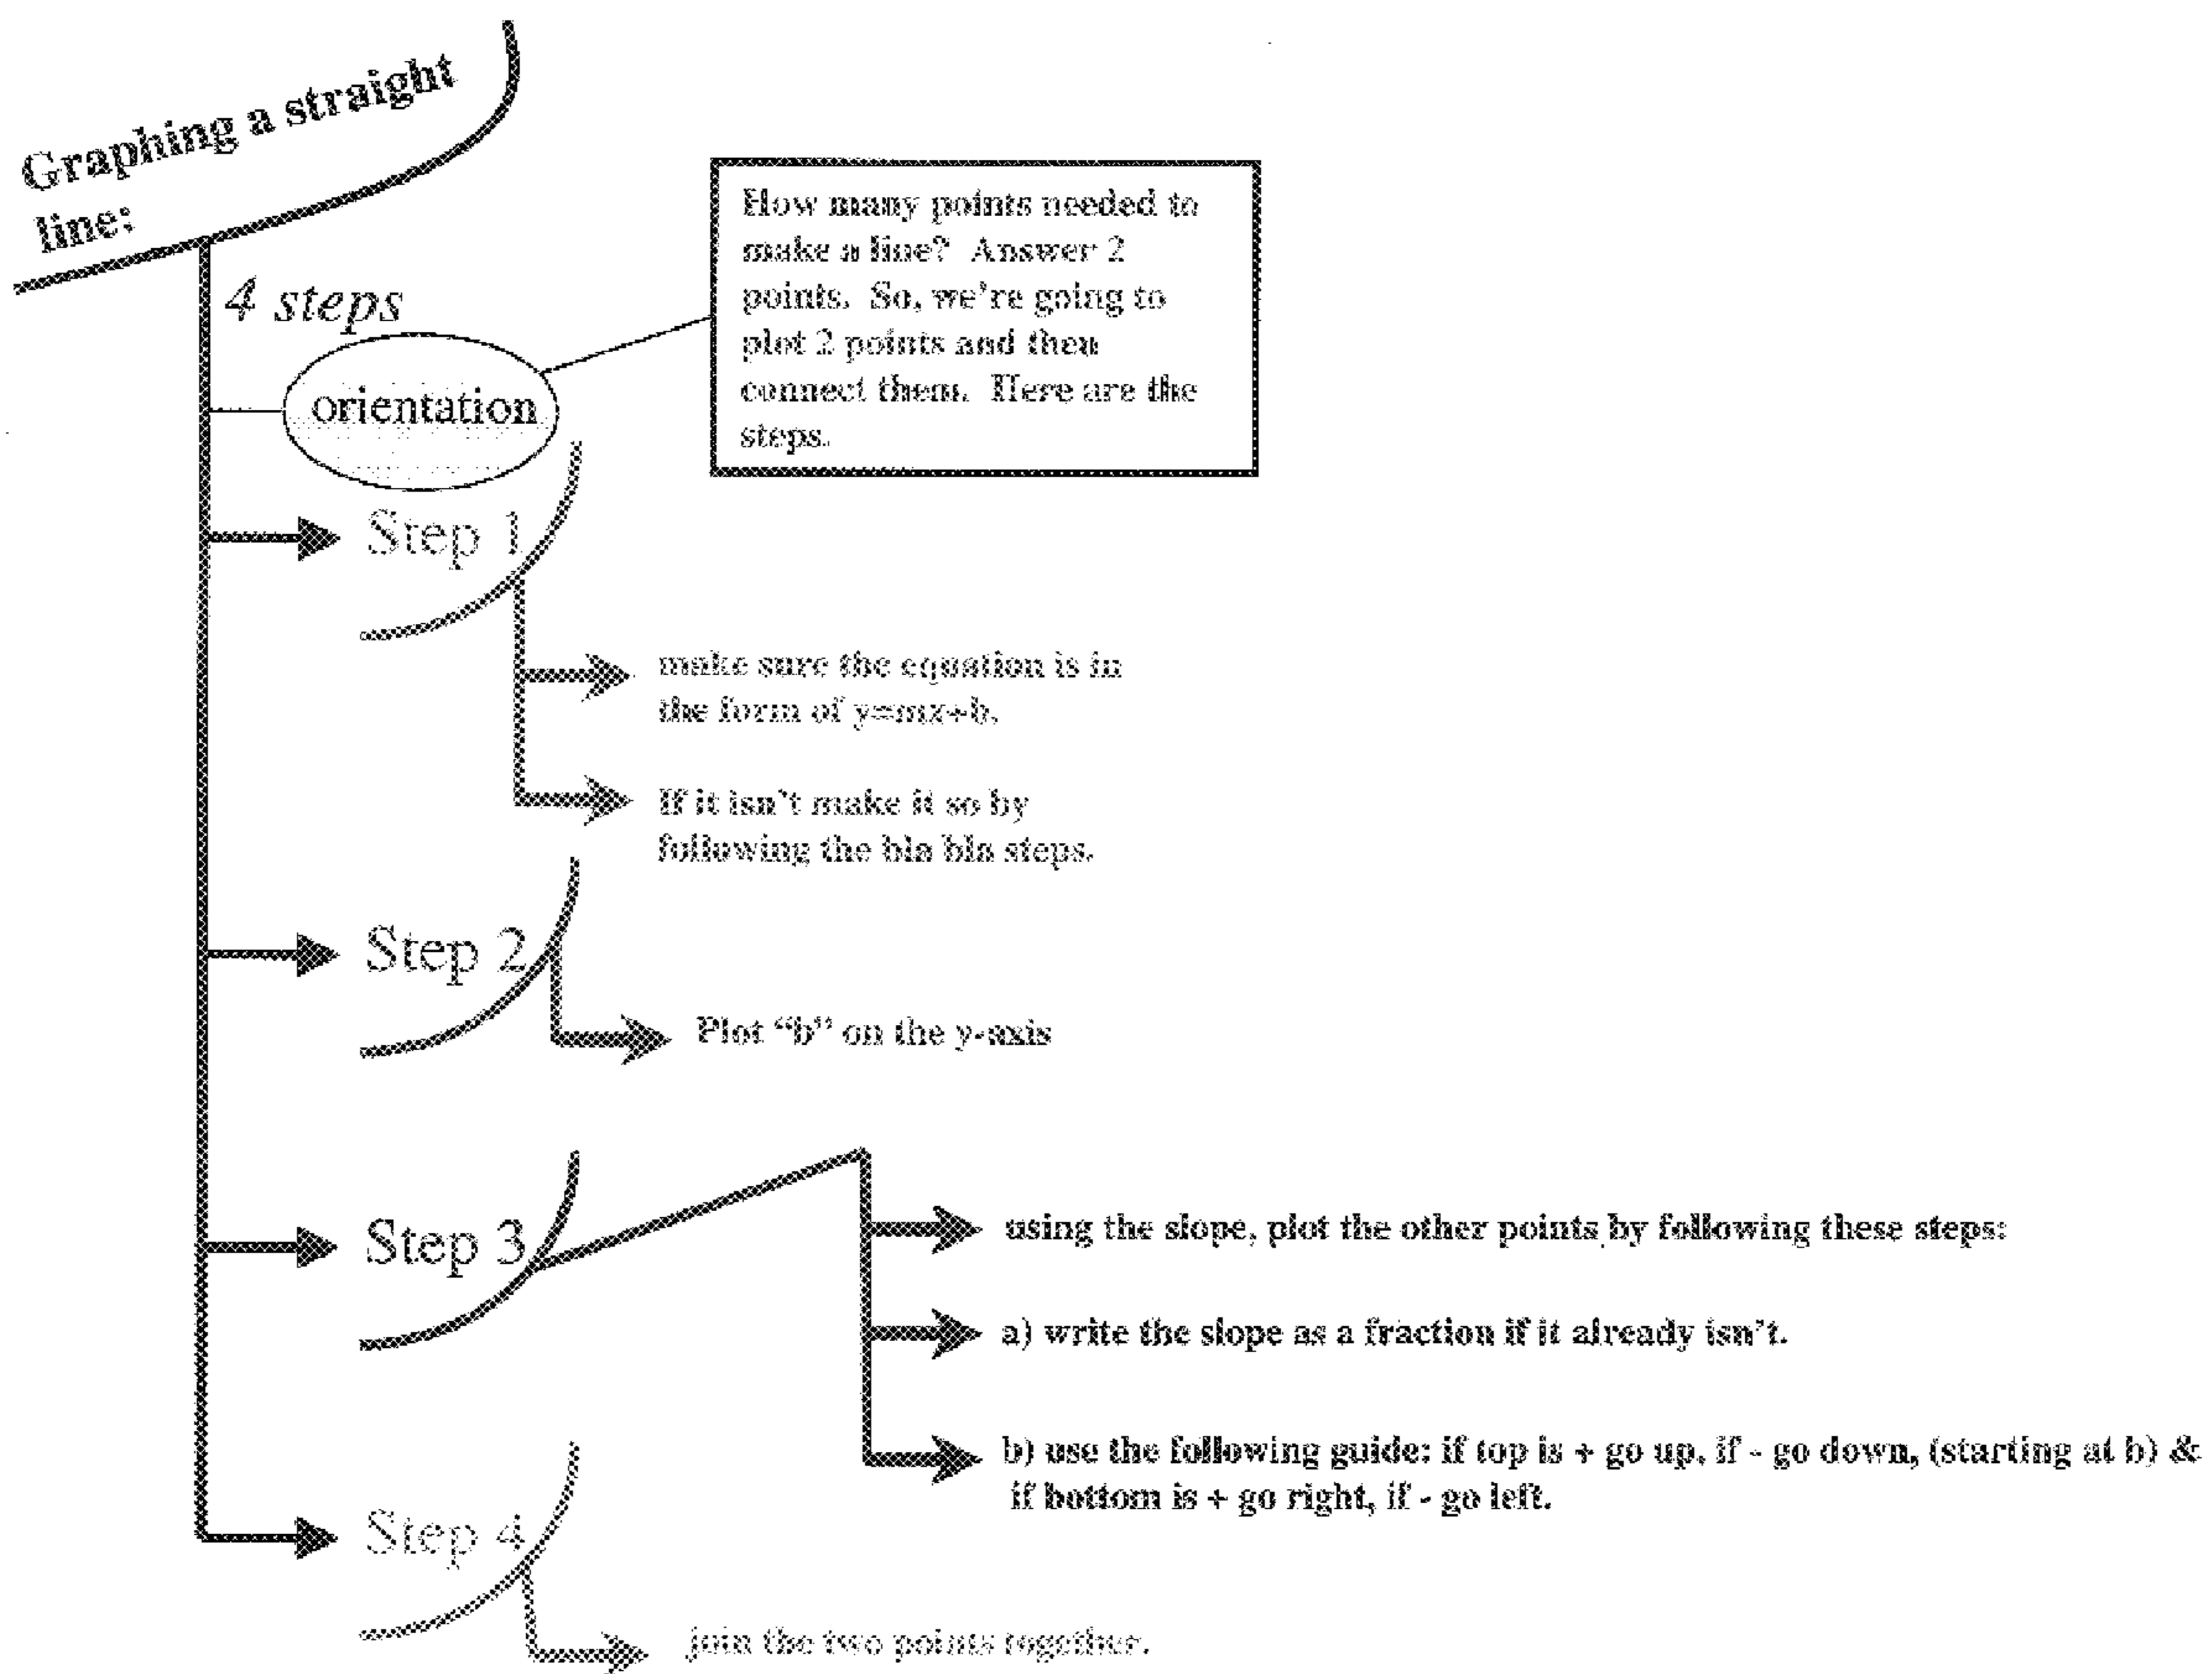 Graphing a straight
line:
4 steps
orientation
How many points needed to
make a line? Answer 2
points. So, we're going to
plot 2 points and then
connect them. Here are the
steps.
Step 1
make sure the equation is in
the form of y=mx+b.
If it isn't make it so by
following the bla bla steps.
Step 2
Plot “b” on the y-axis
Step 3
using the slope, plot the other points by following these steps:
a) write the slope as a fraction if it already isn't.
b) use the following guide: if top is + go up, if - go down, (starting at b) &
if bottom is + go right, if - go left.
Step 4
join the two points together.